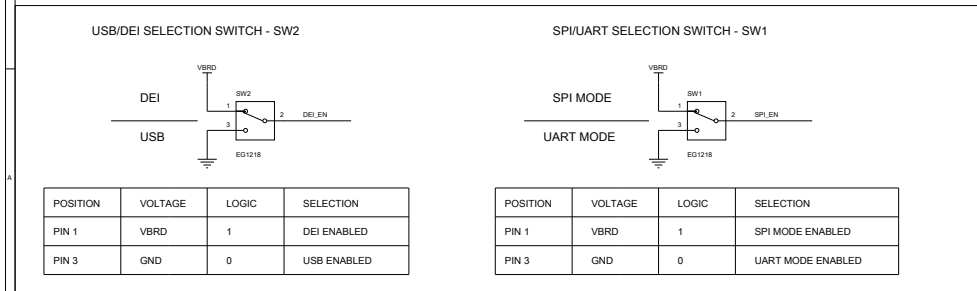 USB/DEI SELECTION SWITCH - SW2
VBRD
DEI
USB
SW2
1
3
2
DEI_EN
EG1218
POSITION VOLTAGE LOGIC SELECTION
PIN 1 VBRD 1 DEI ENABLED
PIN 3 GND 0 USB ENABLED
SPI/UART SELECTION SWITCH - SW1
VBRD
SPI MODE
UART MODE
SW1
1
3
2
SPI_EN
EG1218
POSITION VOLTAGE LOGIC SELECTION
PIN 1 VBRD 1 SPI MODE ENABLED
PIN 3 GND 0 UART MODE ENABLED
A